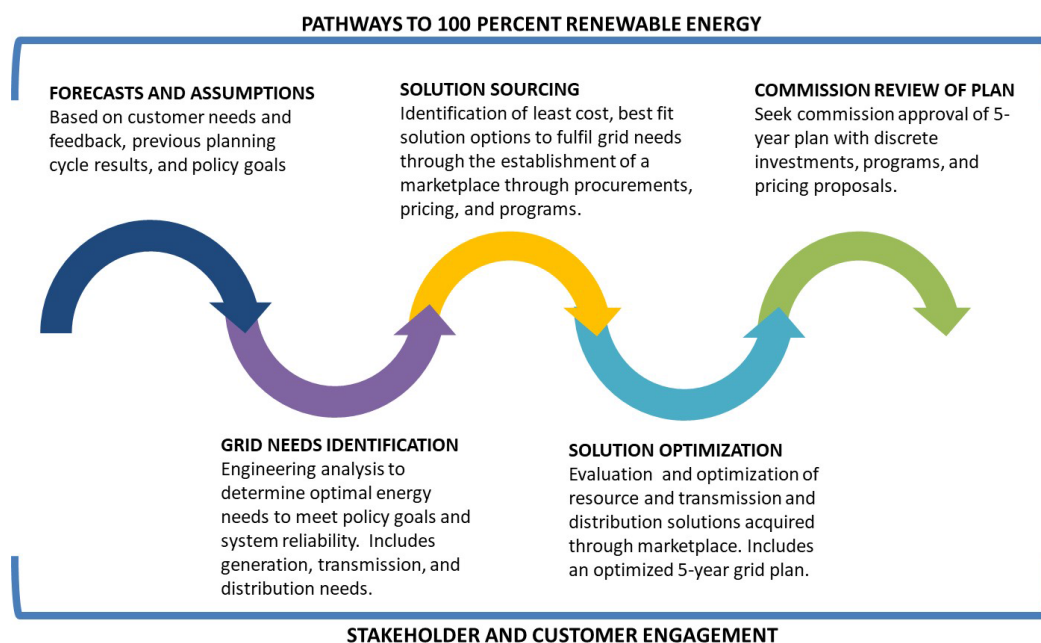 PATHWAYS TO 100 PERCENT RENEWABLE ENERGY
FORECASTS AND ASSUMPTIONS
Based on customer needs and
feedback, previous planning
cycle results, and policy goals
GRID NEEDS IDENTIFICATION
Engineering analysis to
determine optimal energy
needs to meet policy goals and
system reliability.  Includes
generation, transmission, and
distribution needs.
SOLUTION SOURCING
Identification of least cost, best fit
solution options to fulfil grid needs
through the establishment of a
marketplace through procurements,
pricing, and programs.
SOLUTION OPTIMIZATION
Evaluation  and optimization of
resource and transmission and
distribution solutions acquired
through marketplace. Includes
an optimized 5-year grid plan.
COMMISSION REVIEW OF PLAN
Seek commission approval of 5-
year plan with discrete
investments, programs, and
pricing proposals.
STAKEHOLDER AND CUSTOMER ENGAGEMENT